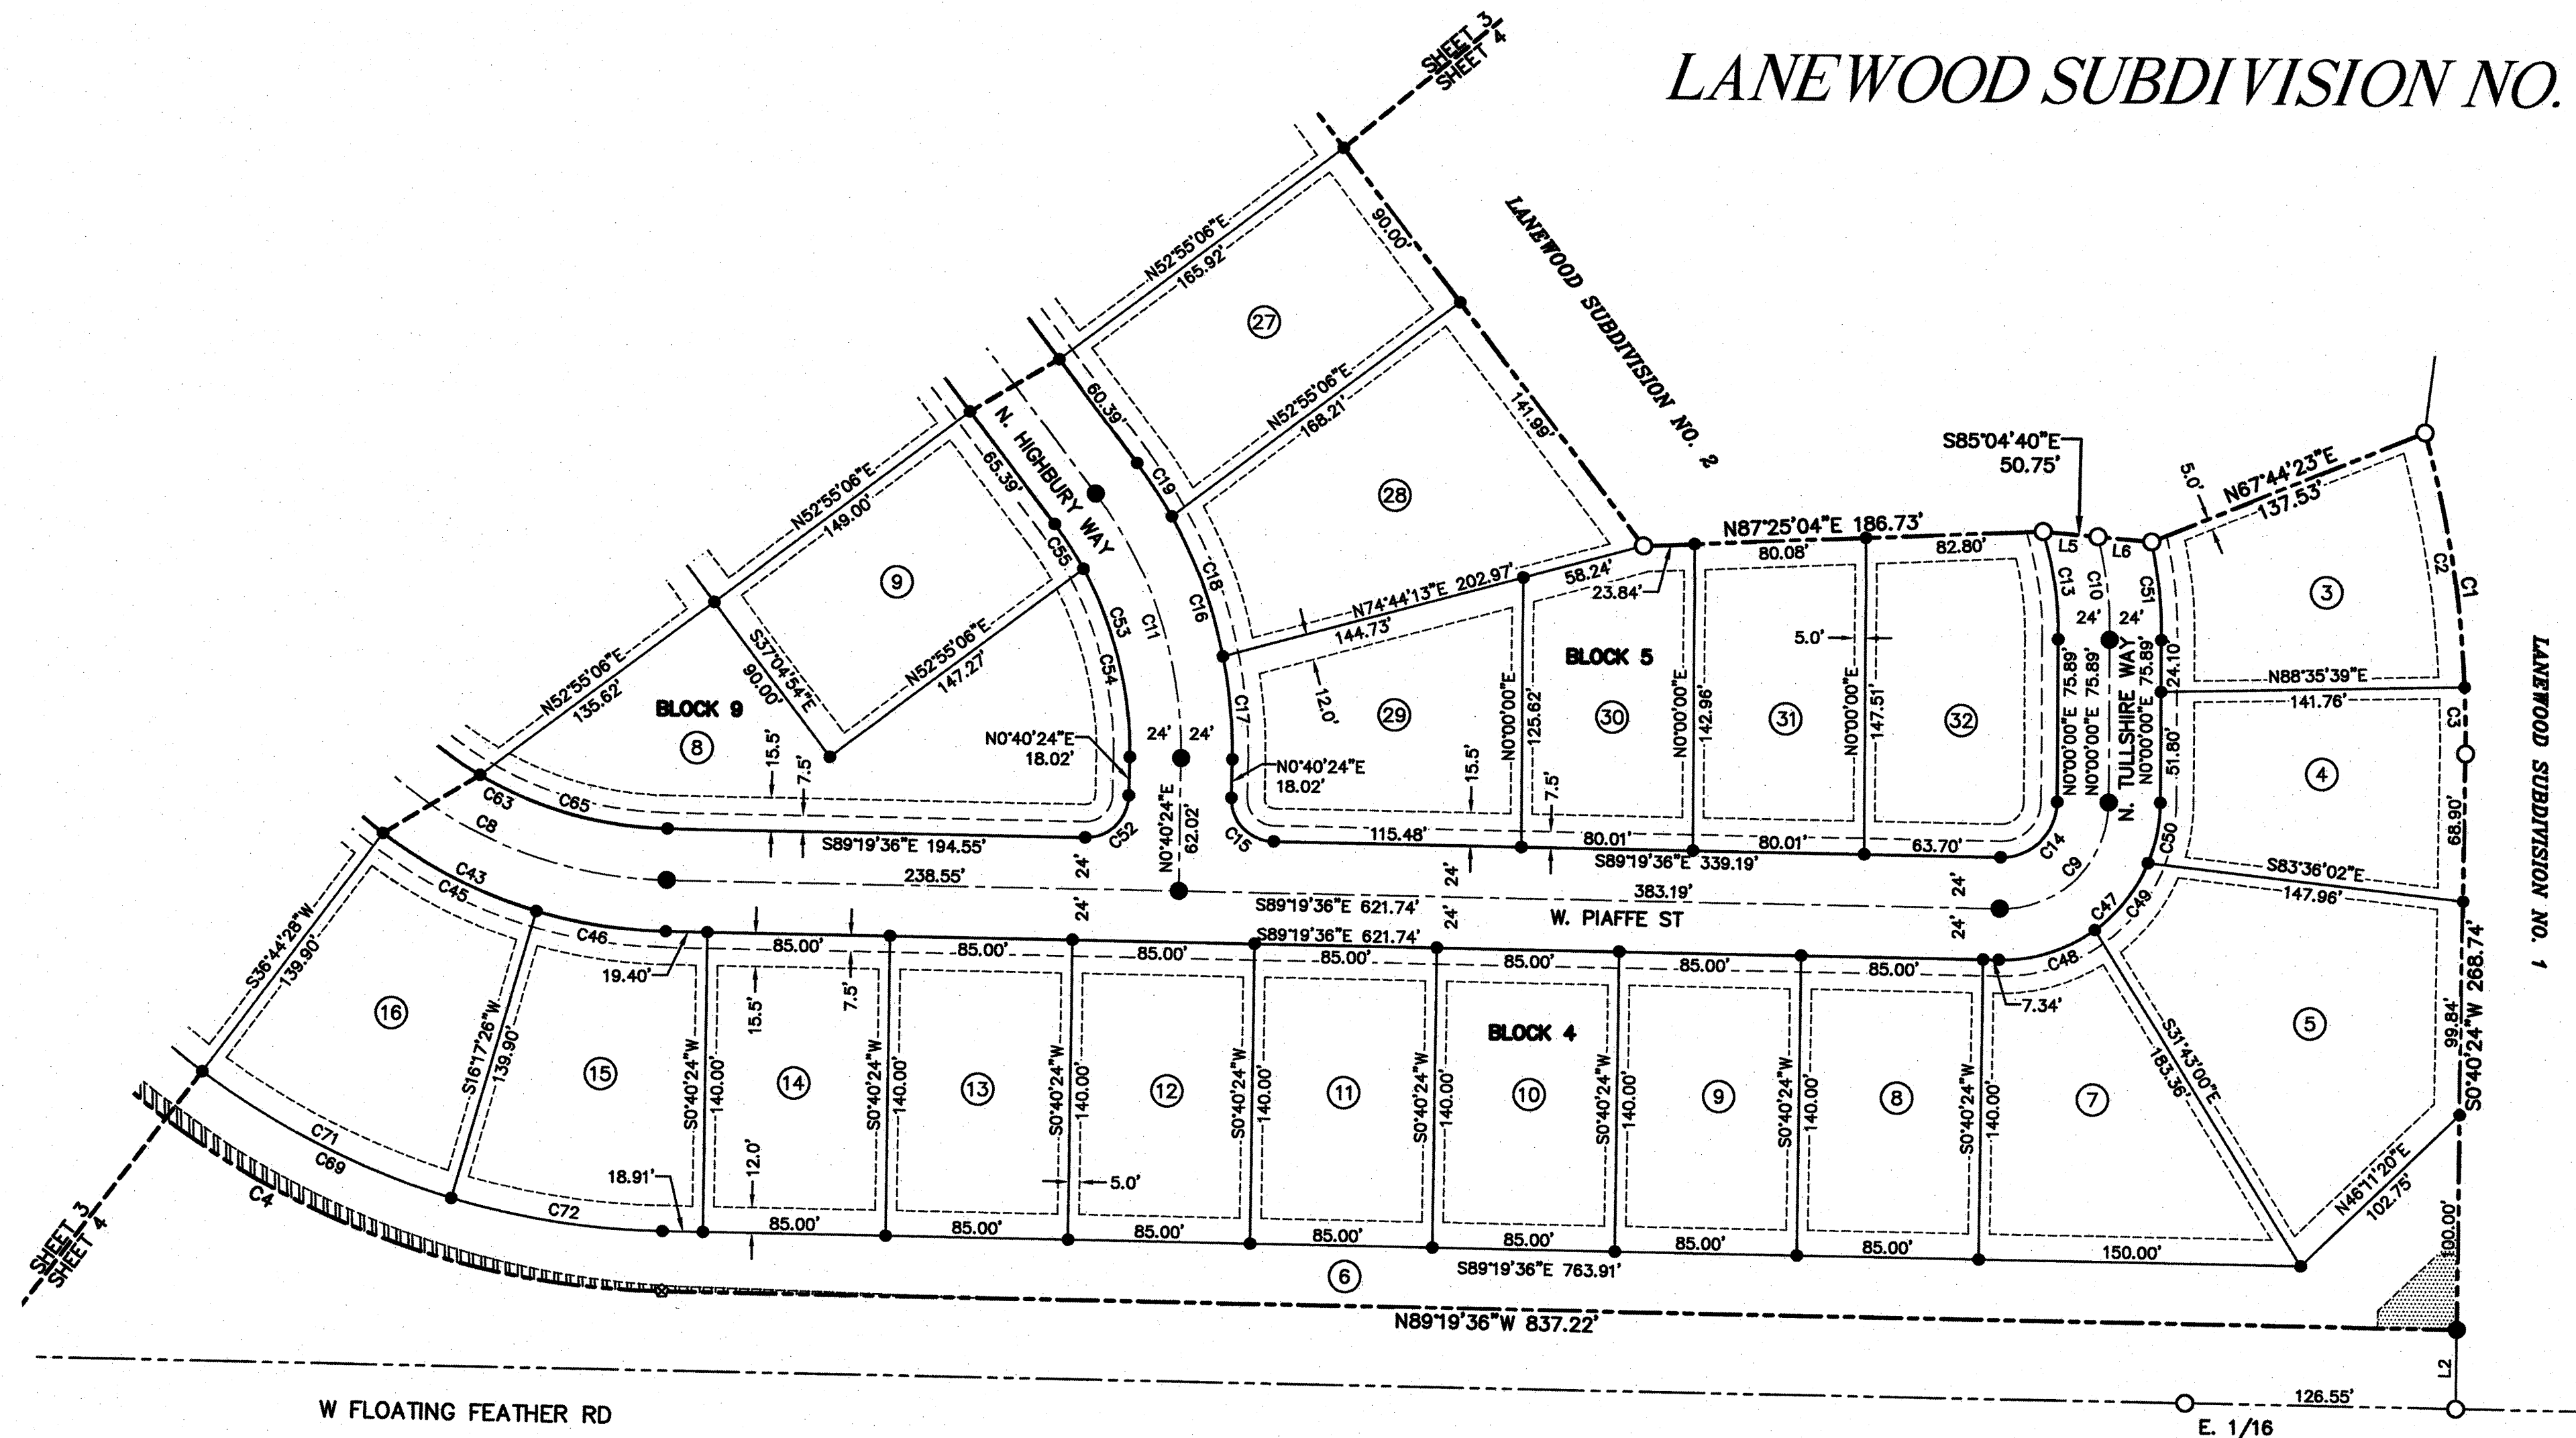 LANEWOOD SUBDIVISION NO.
SHEET 3
SHEET 4
LANEWOOD SUBDIVISION NO. 2
90.00'
141.99'
N52°55'06"E
165.92'
27
N52°55'06"E
168.21'
60.39'
C19
28
C18
C16
C17
N. HIGHBURY WAY
65.39'
C55
N52°55'06"E
149.00'
9
C53
C54
C11
S37°04'54"E
90.00'
N52°55'06"E
147.27'
N52°55'06"E
135.62'
BLOCK 9
8
15.5'
7.5'
N0°40'24"E
18.02'
24'
24'
N0°40'24"E
18.02'
N0°40'24"E
62.02'
C63
C65
S89°19'36"E 194.55'
C52
C15
C8
238.55'
24'
24'
N74°44'13"E 202.97'
144.73'
58.24'
12.0'
23.84'
N87°25'04"E 186.73'
80.08'
82.80'
S85°04'40"E
50.75'
L5
L6
C13
C10
C51
24'
24'
BLOCK 5
5.0'
29
30
31
32
N0°00'00"E
125.62'
N0°00'00"E
142.96'
N0°00'00"E
147.51'
N0°00'00"E 75.89'
N0°00'00"E 75.89'
N. TULLSHIRE WAY
N0°00'00"E 75.89'
24.10'
51.80'
15.5'
7.5'
115.48'
80.01'
80.01'
63.70'
S89°19'36"E 339.19'
C14
C9
C50
24'
24'
383.19'
24'
24'
S89°19'36"E 621.74'
W. PIAFFE ST
S89°19'36"E 621.74'
N67°44'23"E
137.53'
5.0'
C2
C1
3
N88°35'39"E
141.76'
C3
4
68.90'
S83°36'02"E
147.96'
C47
C49
C48
LANEWOOD SUBDIVISION NO. 1
S0°40'24"W 268.74'
99.84'
5
S31°43'00"E
183.36'
N46°11'20"E
102.75'
100.00'
C43
C45
C46
19.40'
85.00'
85.00'
85.00'
85.00'
85.00'
85.00'
85.00'
7.34'
S36°44'28"W
139.90'
16
S16°17'26"W
139.90'
15
S0°40'24"W
140.00'
15.5'
7.5'
14
S0°40'24"W
140.00'
13
S0°40'24"W
140.00'
12
S0°40'24"W
140.00'
11
S0°40'24"W
140.00'
BLOCK 4
10
S0°40'24"W
140.00'
9
S0°40'24"W
140.00'
8
S0°40'24"W
140.00'
7
12.0'
5.0'
C71
C69
C4
C72
18.91'
85.00'
85.00'
85.00'
85.00'
85.00'
85.00'
85.00'
150.00'
S89°19'36"E 763.91'
6
N89°19'36"W 837.22'
SHEET 3
SHEET 4
L2
126.55'
W FLOATING FEATHER RD
E. 1/16